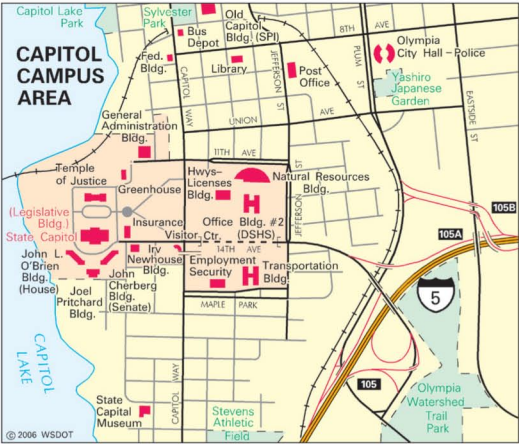 Capitol Lake
Park
Sylvester
Park
Old
Capitol
Bldg. (SPI)
Bus
Depot
8TH AVE
Olympia
City Hall – Police
CAPITOL
CAMPUS
AREA
Fed.
Bldg.
Library
JEFFERSON ST
Post
Office
PLUM ST
Yashiro
Japanese
Garden
CAPITOL WAY
EASTSIDE ST
General
Administration
Bldg.
UNION AVE
11TH AVE
Temple
of Justice
Greenhouse
Hwys–
Licenses
Bldg.
Natural Resources
Bldg.
JEFFERSON ST
(Legislative
Bldg.)
State Capitol
Insurance
Visitor Ctr.
Office Bldg. #2
(DSHS)
105B
105A
14TH AVE
John L.
O'Brien
Bldg.
(House)
Irv
Newhouse
Bldg.
Employment
Security
Transportation
Bldg.
Joel
Pritchard
Bldg.
John
Cherberg
Bldg.
(Senate)
MAPLE PARK
5
CAPITOL
LAKE
CAPITOL WAY
105
State
Capital
Museum
Stevens
Athletic
Field
Olympia
Watershed
Trail
Park
© 2006 WSDOT